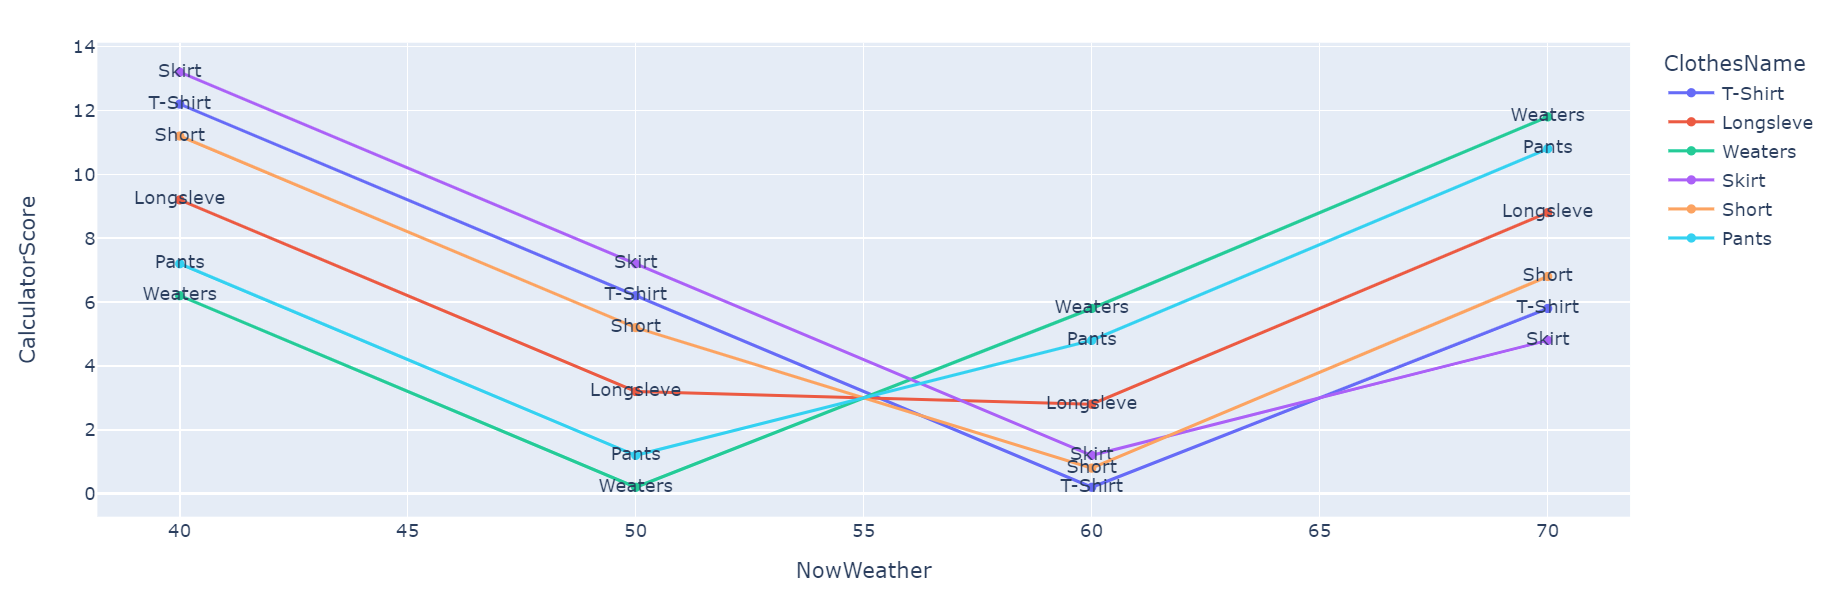 14
12
10
8
6
4
2
0
CalculatorScore
Skirt
T-Shirt
Short
Longsleve
Pants
Weaters
Skirt
T-Shirt
Short
Longsleve
Pants
Weaters
Weaters
Pants
Longsleve
Skirt
Short
T-Shirt
Weaters
Pants
Longsleve
Short
T-Shirt
Skirt
40 45 50 55 60 65 70
NowWeather
ClothesName
T-Shirt
Longsleve
Weaters
Skirt
Short
Pants